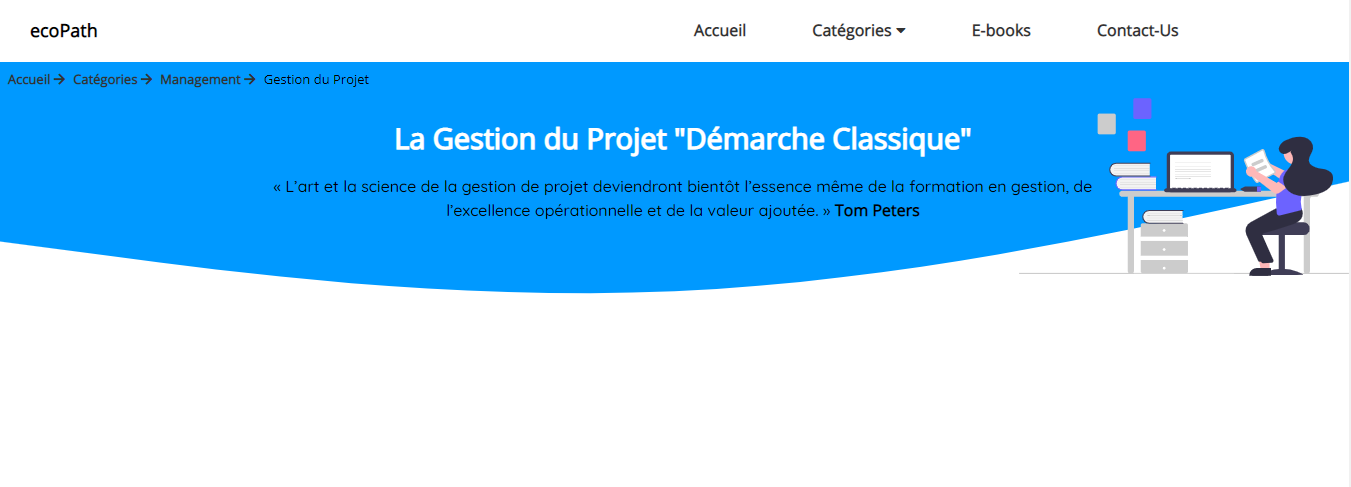 ecoPath
Accueil Catégories E-books Contact-Us
Accueil → Catégories → Management → Gestion du Projet
La Gestion du Projet "Démarche Classique"
« L'art et la science de la gestion de projet deviendront bientôt l'essence même de la formation en gestion, de
l'excellence opérationnelle et de la valeur ajoutée. » Tom Peters